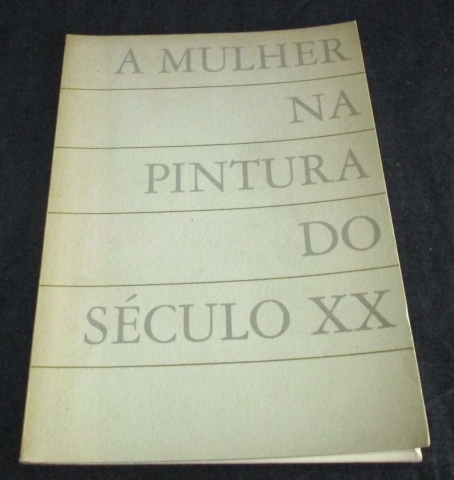 A MULHER
NA
PINTURA
DO
SÉCULO XX